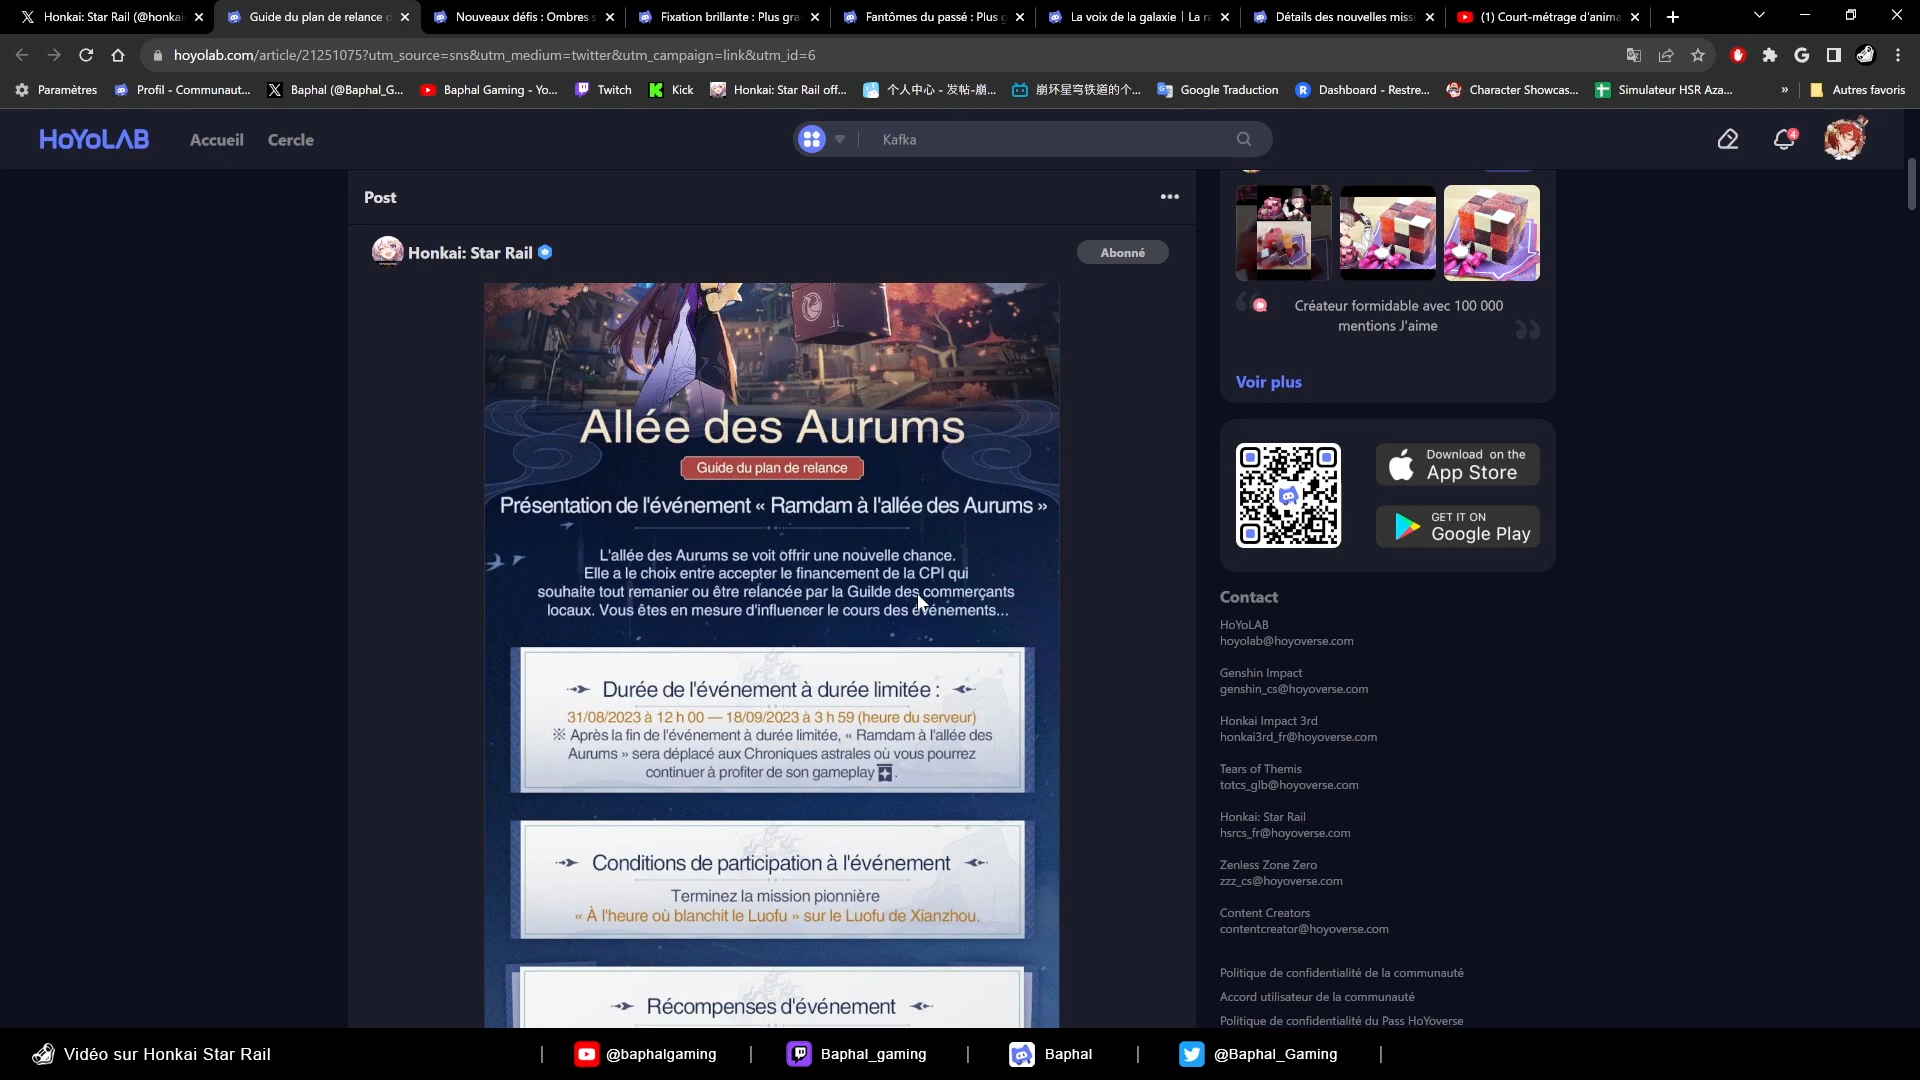 Honkai: Star Rail (@honkai
Guide du plan de relance d
Nouveaux défis : Ombres s
Fixation brillante : Plus gra
Fantômes du passé : Plus g
La voix de la galaxie | La ra
Détails des nouvelles missi
(1) Court-métrage d'anima
hoyolab.com/article/21251075?utm_source=sns&utm_medium=twitter&utm_campaign=link&utm_id=6
Paramètres
Profil - Communaut...
Baphal (@Baphal_G...
Baphal Gaming - Yo...
Twitch
Kick
Honkai: Star Rail off...
个人中心 - 发帖-崩...
崩坏星穹铁道的个...
Google Traduction
Dashboard - Restre...
Character Showcas...
Simulateur HSR Aza...
»
Autres favoris
HoYoLAB
Accueil
Cercle
Kafka
4
Post
Honkai: Star Rail
Abonné
Allée des Aurums
Guide du plan de relance
Présentation de l'événement « Ramdam à l'allée des Aurums »
L'allée des Aurums se voit offrir une nouvelle chance.
Elle a le choix entre accepter le financement de la CPI qui
souhaite tout remanier ou être relancée par la Guilde des commerçants
locaux. Vous êtes en mesure d'influencer le cours des événements...
Durée de l'événement à durée limitée :
31/08/2023 à 12 h 00 — 18/09/2023 à 3 h 59 (heure du serveur)
※ Après la fin de l'événement à durée limitée, « Ramdam à l'allée des
Aurums » sera déplacé aux Chroniques astrales où vous pourrez
continuer à profiter de son gameplay .
Conditions de participation à l'événement
Terminez la mission pionnière
« À l'heure où blanchit le Luofu » sur le Luofu de Xianzhou.
Récompenses d'événement
Créateur formidable avec 100 000
mentions J'aime
Voir plus
Download on the
App Store
GET IT ON
Google Play
Contact
HoYoLAB
hoyolab@hoyoverse.com
Genshin Impact
genshin_cs@hoyoverse.com
Honkai Impact 3rd
honkai3rd_fr@hoyoverse.com
Tears of Themis
totcs_glb@hoyoverse.com
Honkai: Star Rail
hsrcs_fr@hoyoverse.com
Zenless Zone Zero
zzz_cs@hoyoverse.com
Content Creators
contentcreator@hoyoverse.com
Politique de confidentialité de la communauté
Accord utilisateur de la communauté
Politique de confidentialité du Pass HoYoverse
Vidéo sur Honkai Star Rail
| @baphalgaming | Baphal_gaming | Baphal | @Baphal_Gaming |